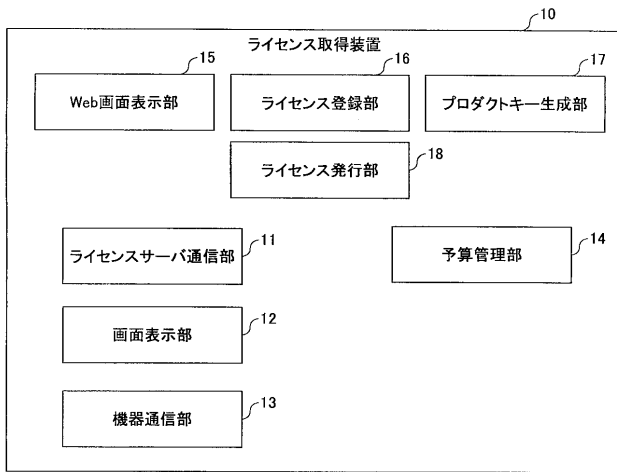 10
ライセンス取得装置
15
Web画面表示部
16
ライセンス登録部
17
プロダクトキー生成部
18
ライセンス発行部
11
ライセンスサーバ通信部
14
予算管理部
12
画面表示部
13
機器通信部